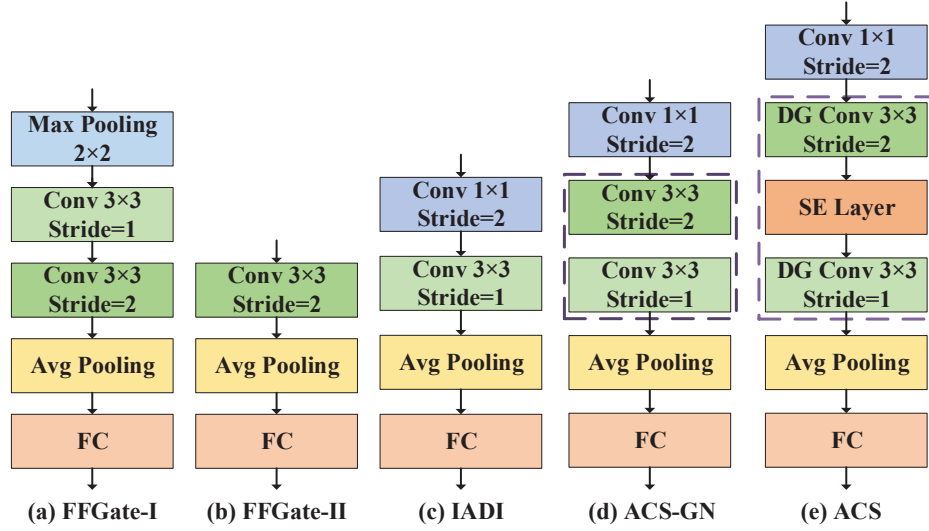 Max Pooling
2×2
Conv 3×3
Stride=1
Conv 3×3
Stride=2
Avg Pooling
FC
(a) FFGate-I
Conv 3×3
Stride=2
Avg Pooling
FC
(b) FFGate-II
Conv 1×1
Stride=2
Conv 3×3
Stride=1
Avg Pooling
FC
(c) IADI
Conv 1×1
Stride=2
Conv 3×3
Stride=2
Conv 3×3
Stride=1
Avg Pooling
FC
(d) ACS-GN
Conv 1×1
Stride=2
DG Conv 3×3
Stride=2
SE Layer
DG Conv 3×3
Stride=1
Avg Pooling
FC
(e) ACS